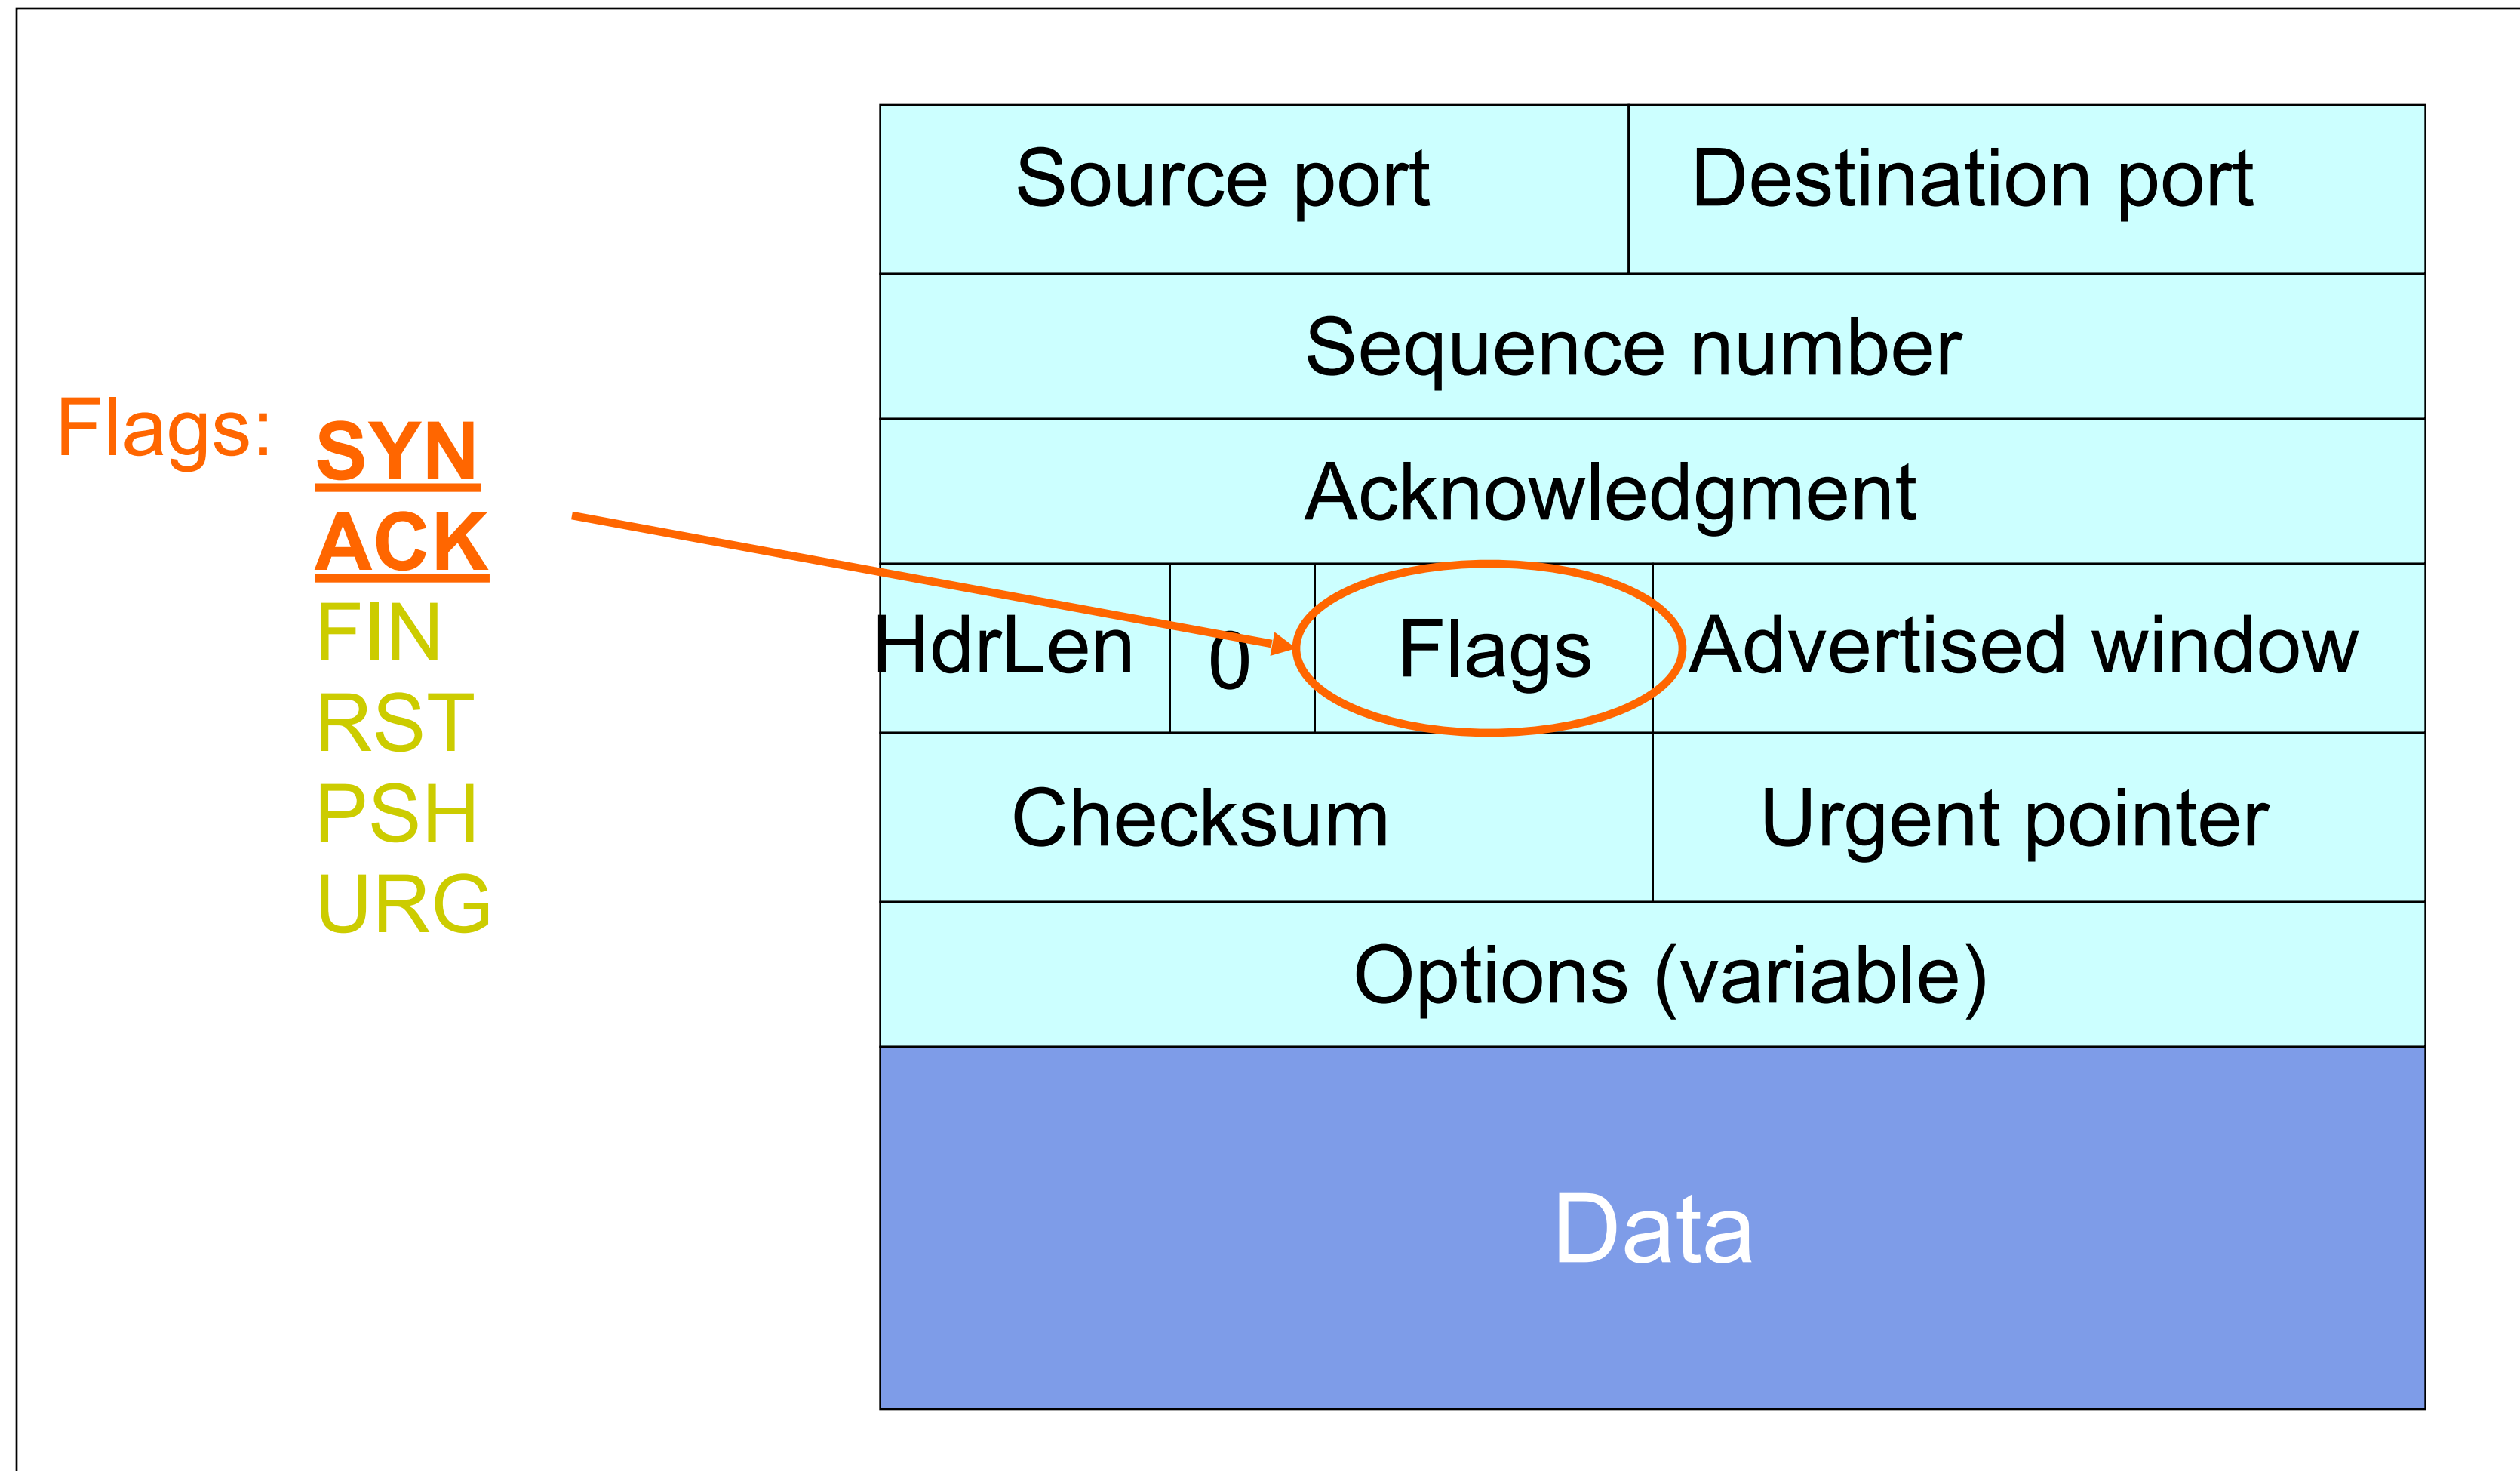 Flags:
SYN
ACK
FIN
RST
PSH
URG
Source port Destination port
Sequence number
Acknowledgment
HdrLen 0 Flags Advertised window
Checksum Urgent pointer
Options (variable)
Data